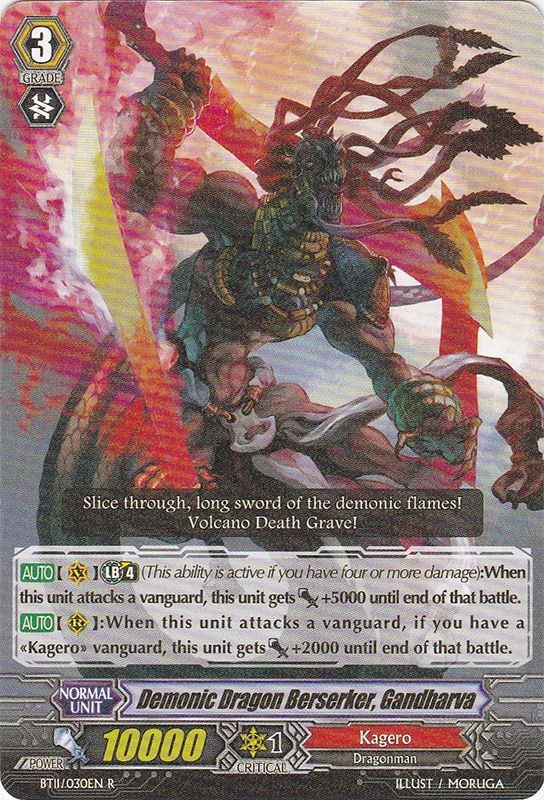 3
GRADE
Slice through, long sword of the demonic flames!
Volcano Death Grave!
AUTO【V】LB4 (This ability is active if you have four or more damage):When
this unit attacks a vanguard, this unit gets +5000 until end of that battle.
AUTO【R】:When this unit attacks a vanguard, if you have a
«Kagero» vanguard, this unit gets +2000 until end of that battle.
NORMAL
UNIT
Demonic Dragon Berserker, Gandharva
POWER
10000
1
CRITICAL
Kagero
Dragonman
BT11/030EN R
ILLUST / MORUGA